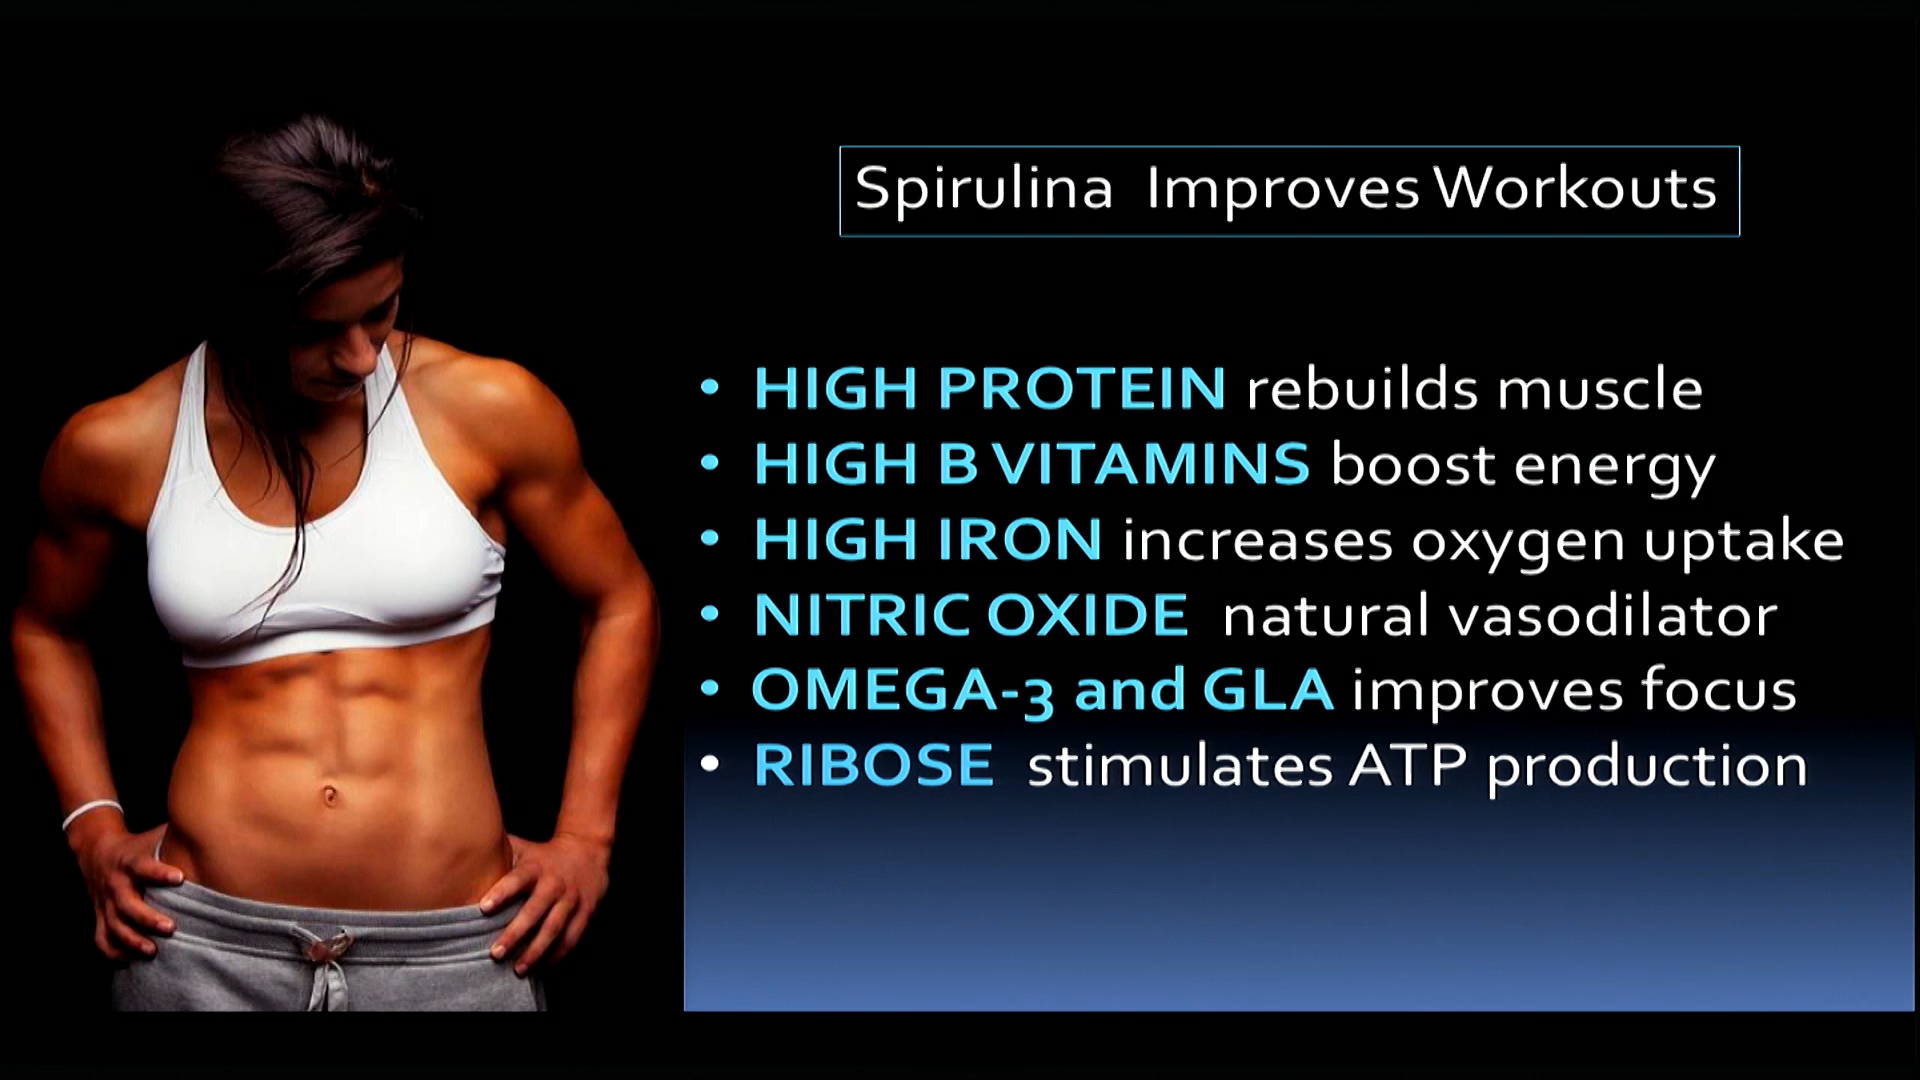 Spirulina Improves Workouts
• HIGH PROTEIN rebuilds muscle
• HIGH B VITAMINS boost energy
• HIGH IRON increases oxygen uptake
• NITRIC OXIDE natural vasodilator
• OMEGA-3 and GLA improves focus
• RIBOSE stimulates ATP production